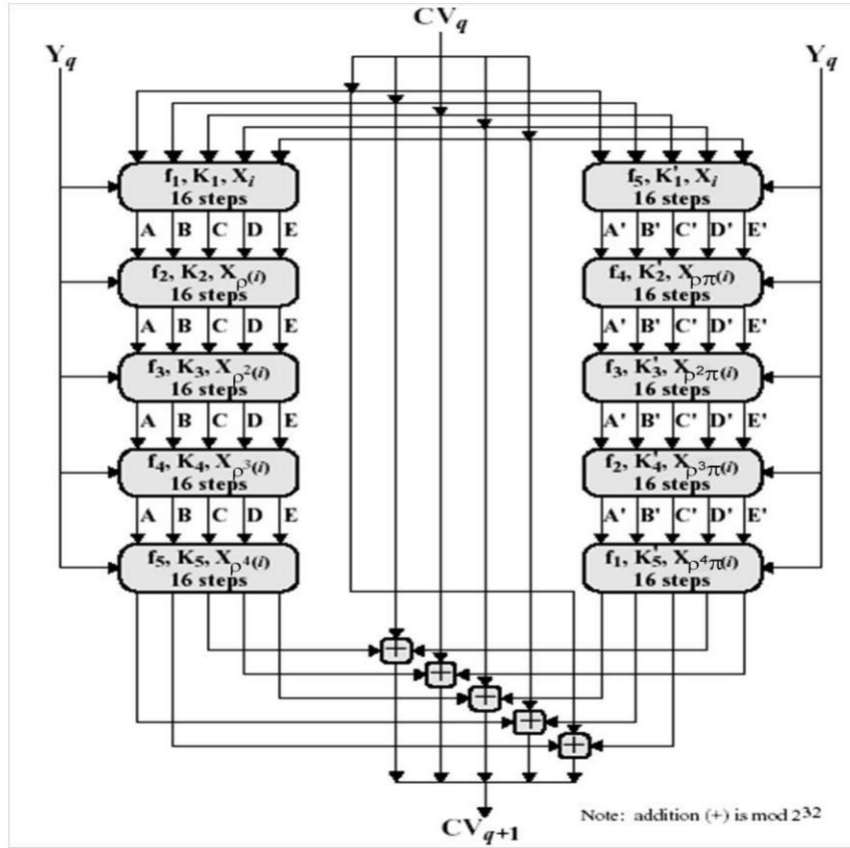 CVq
Yq Yq
f1, K1, Xi
16 steps
f5, K'1, Xi
16 steps
A B C D E
A' B' C' D' E'
f2, K2, Xρ(i)
16 steps
f4, K'2, Xρπ(i)
16 steps
A B C D E
A' B' C' D' E'
f3, K3, Xρ²(i)
16 steps
f3, K'3, Xρ²π(i)
16 steps
A B C D E
A' B' C' D' E'
f4, K4, Xρ³(i)
16 steps
f2, K'4, Xρ³π(i)
16 steps
A B C D E
A' B' C' D' E'
f5, K5, Xρ⁴(i)
16 steps
f1, K'5, Xρ⁴π(i)
16 steps
+
+
+
+
+
CVq+1
Note: addition (+) is mod 2³²